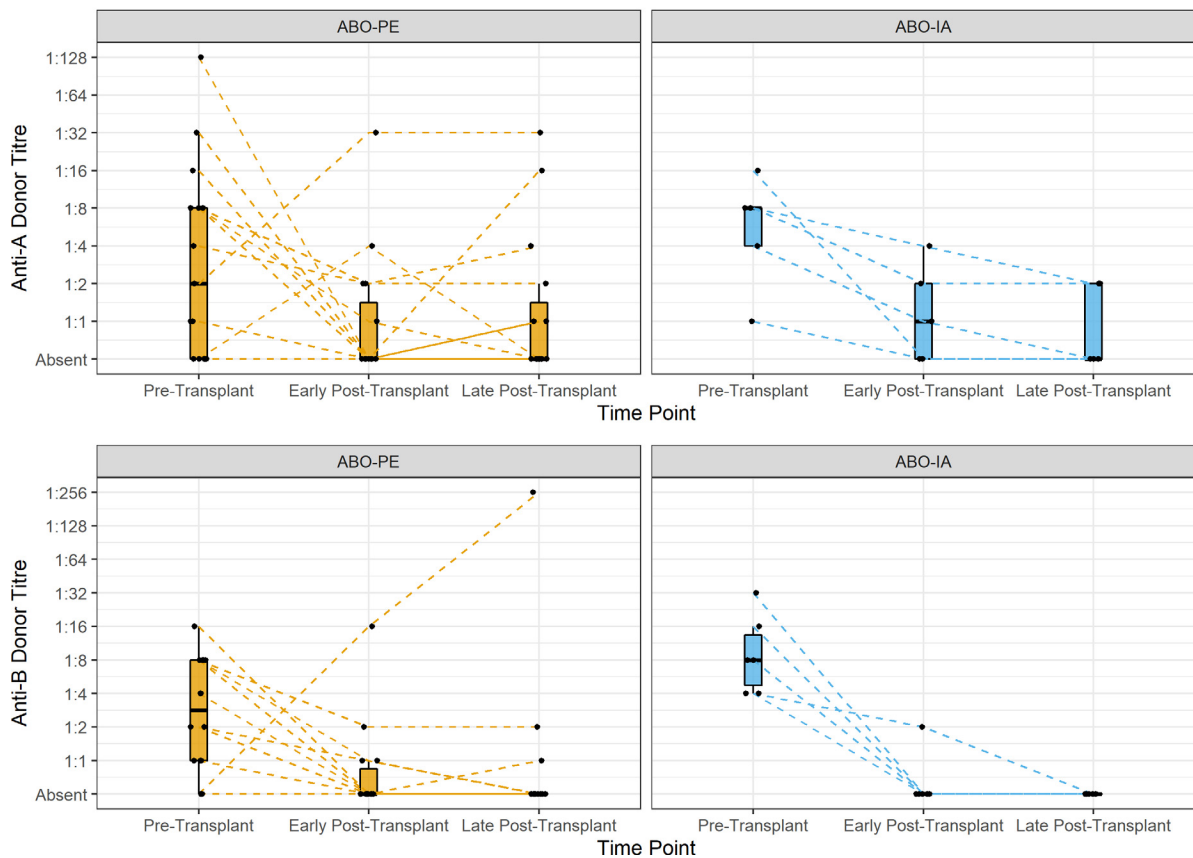 ABO-PE
ABO-IA
Anti-A Donor Titre
1:128
1:64
1:32
1:16
1:8
1:4
1:2
1:1
Absent
Pre-Transplant Early Post-Transplant Late Post-Transplant
Pre-Transplant Early Post-Transplant Late Post-Transplant
Time Point
ABO-PE
ABO-IA
Anti-B Donor Titre
1:256
1:128
1:64
1:32
1:16
1:8
1:4
1:2
1:1
Absent
Pre-Transplant Early Post-Transplant Late Post-Transplant
Pre-Transplant Early Post-Transplant Late Post-Transplant
Time Point